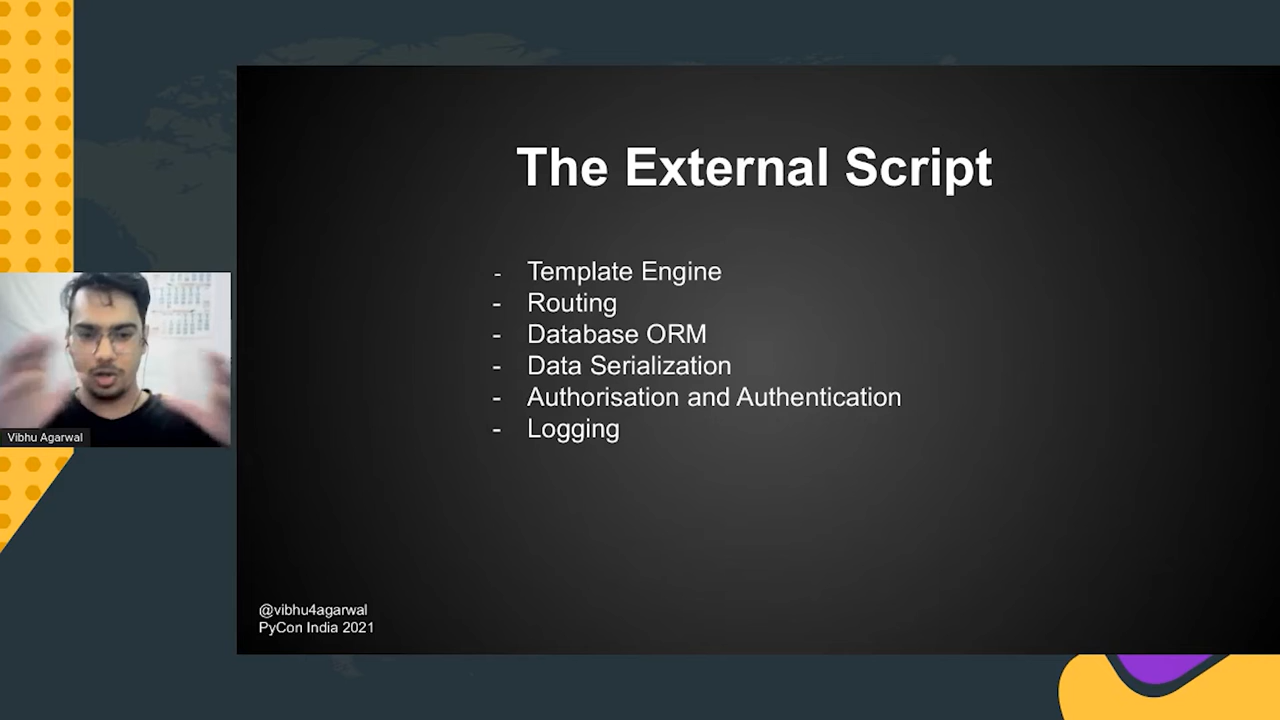 The External Script
- Template Engine
- Routing
- Database ORM
- Data Serialization
- Authorisation and Authentication
- Logging
Vibhu Agarwal
@vibhu4agarwal
PyCon India 2021